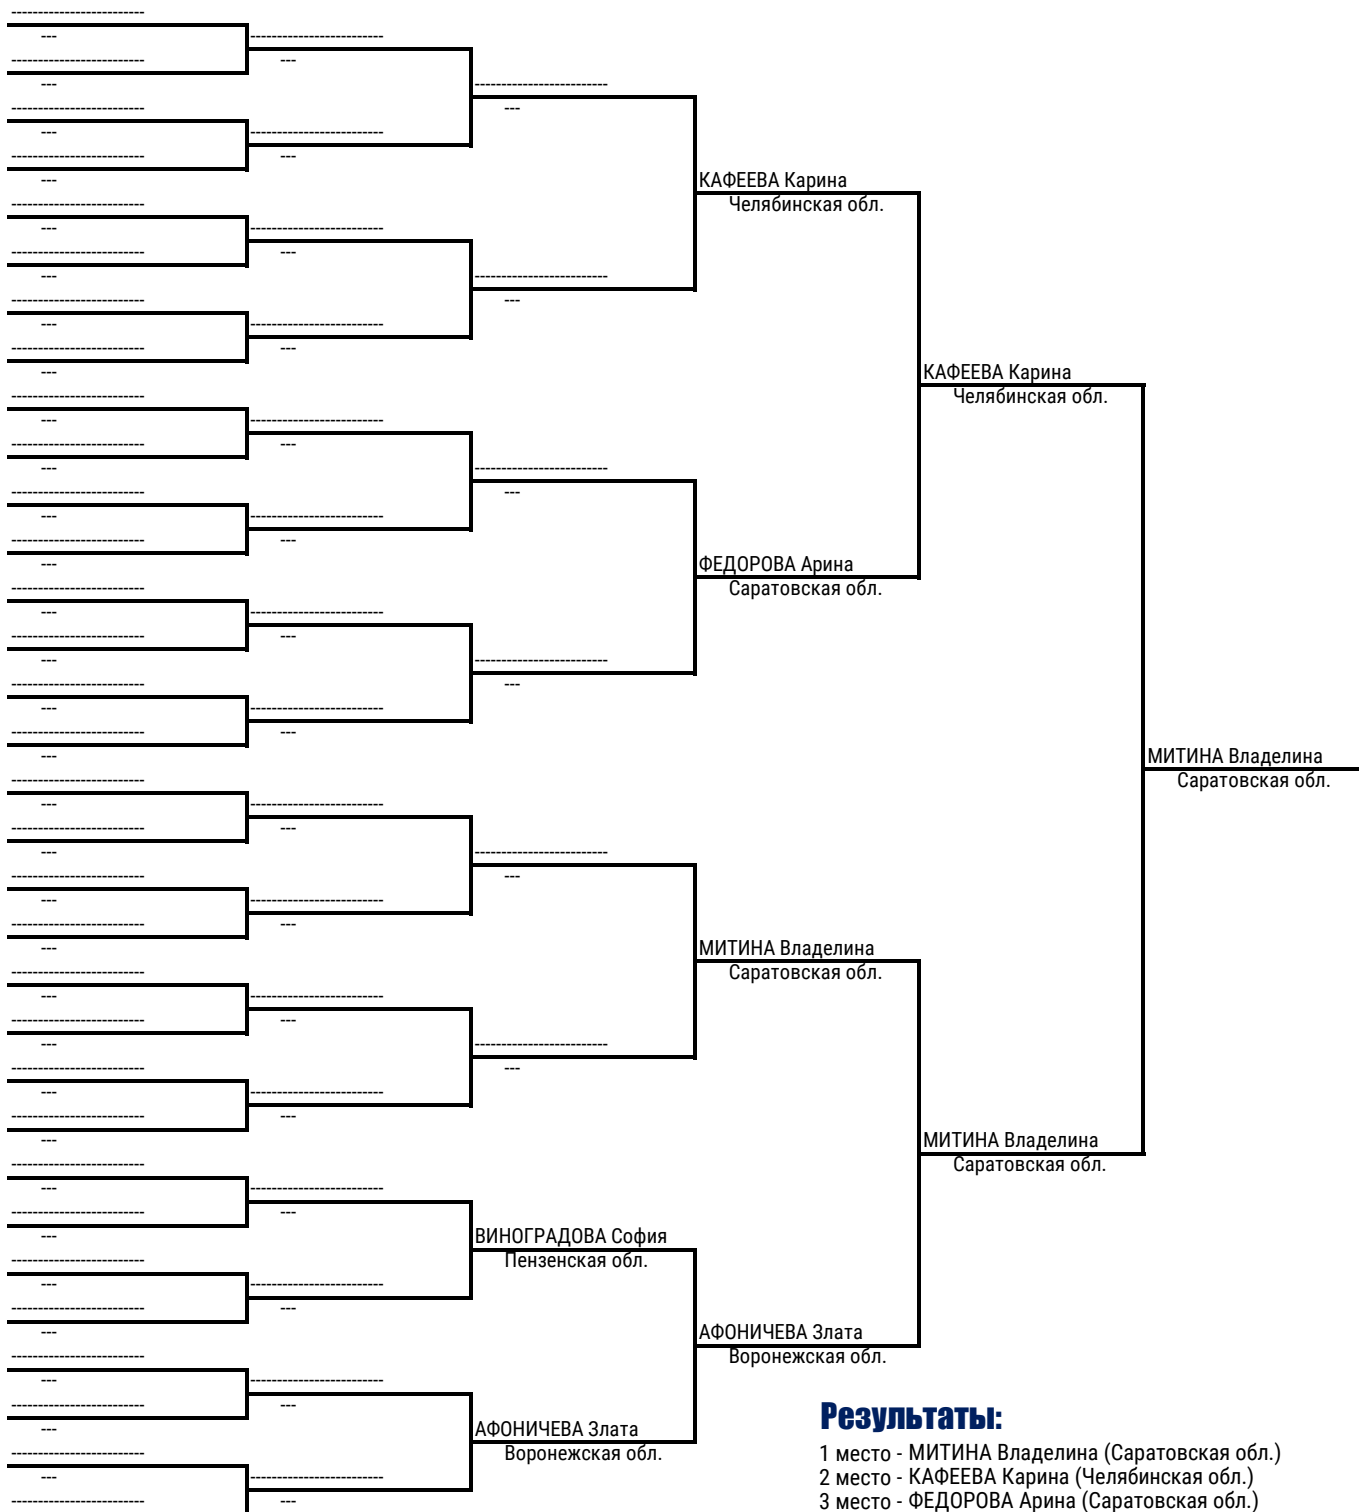 КАФЕЕВА Карина
Челябинская обл.
КАФЕЕВА Карина
Челябинская обл.
ФЕДОРОВА Арина
Саратовская обл.
МИТИНА Владелина
Саратовская обл.
МИТИНА Владелина
Саратовская обл.
МИТИНА Владелина
Саратовская обл.
ВИНОГРАДОВА София
Пензенская обл.
АФОНИЧЕВА Злата
Воронежская обл.
АФОНИЧЕВА Злата
Воронежская обл.
Результаты:
1 место - МИТИНА Владелина (Саратовская обл.)
2 место - КАФЕЕВА Карина (Челябинская обл.)
3 место - ФЕДОРОВА Арина (Саратовская обл.)